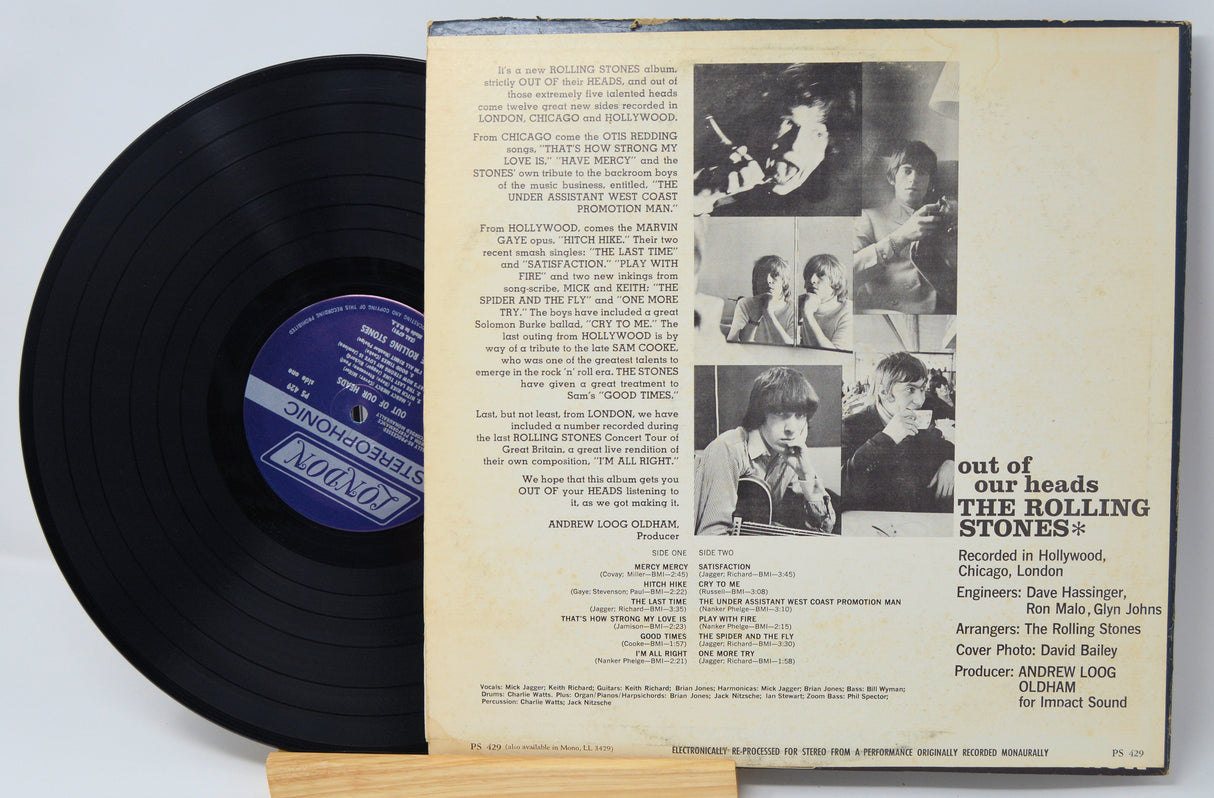 It's a new ROLLING STONES album,
strictly OUT OF their HEADS, and out of
those extremely five talented heads
come twelve great new sides recorded in
LONDON, CHICAGO and HOLLYWOOD.
From CHICAGO come the OTIS REDDING
songs, "THAT'S HOW STRONG MY
LOVE IS," "HAVE MERCY" and the
STONES' own tribute to the backroom boys
of the music business, entitled, "THE
UNDER ASSISTANT WEST COAST
PROMOTION MAN."
From HOLLYWOOD, comes the MARVIN
GAYE opus, "HITCH HIKE." Their two
recent smash singles: "THE LAST TIME"
and "SATISFACTION." "PLAY WITH
FIRE" and two new inkings from
song-scribe, MICK and KEITH; "THE
SPIDER AND THE FLY" and "ONE MORE
TRY." The boys have included a great
Solomon Burke ballad, "CRY TO ME." The
last outing from HOLLYWOOD is by
way of a tribute to the late SAM COOKE,
who was one of the greatest talents to
emerge in the rock 'n' roll era. THE STONES
have given a great treatment to
Sam's "GOOD TIMES."
Last, but not least, from LONDON, we have
included a number recorded during
the last ROLLING STONES Concert Tour of
Great Britain, a great live rendition of
their own composition, "I'M ALL RIGHT."
We hope that this album gets you
OUT OF your HEADS listening to
it, as we got making it.
ANDREW LOOG OLDHAM,
Producer
SIDE ONE
MERCY MERCY
(Covay; Miller—BMI—2:45)
HITCH HIKE
(Gaye; Stevenson; Paul—BMI—2:22)
THE LAST TIME
(Jagger; Richard—BMI—3:35)
THAT'S HOW STRONG MY LOVE IS
(Jamison—BMI—2:23)
GOOD TIMES
(Cooke—BMI—1:57)
I'M ALL RIGHT
(Nanker Phelge—BMI—2:21)
SIDE TWO
SATISFACTION
(Jagger; Richard—BMI—3:45)
CRY TO ME
(Russell—BMI—3:08)
THE UNDER ASSISTANT WEST COAST PROMOTION MAN
(Nanker Phelge—BMI—3:10)
PLAY WITH FIRE
(Nanker Phelge—BMI—2:15)
THE SPIDER AND THE FLY
(Jagger; Richard—BMI—3:30)
ONE MORE TRY
(Jagger; Richard—BMI—1:58)
Vocals: Mick Jagger; Keith Richard; Guitars: Keith Richard; Brian Jones; Harmonicas: Mick Jagger; Brian Jones; Bass: Bill Wyman;
Drums: Charlie Watts. Plus: Organ/Pianos/Harpsichords: Brian Jones; Jack Nitzsche; Ian Stewart; Zoom Bass: Phil Spector;
Percussion: Charlie Watts; Jack Nitzsche
out of
our heads
THE ROLLING
STONES*
Recorded in Hollywood,
Chicago, London
Engineers: Dave Hassinger,
Ron Malo, Glyn Johns
Arrangers: The Rolling Stones
Cover Photo: David Bailey
Producer: ANDREW LOOG
OLDHAM
for Impact Sound
PS 429 (also available in Mono, LL 3429)
ELECTRONICALLY RE-PROCESSED FOR STEREO FROM A PERFORMANCE ORIGINALLY RECORDED MONAURALLY
PS 429
LONDON
STEREOPHONIC
OUT OF OUR HEADS
PS 429
side one
ROLLING STONES
Made in U.S.A.